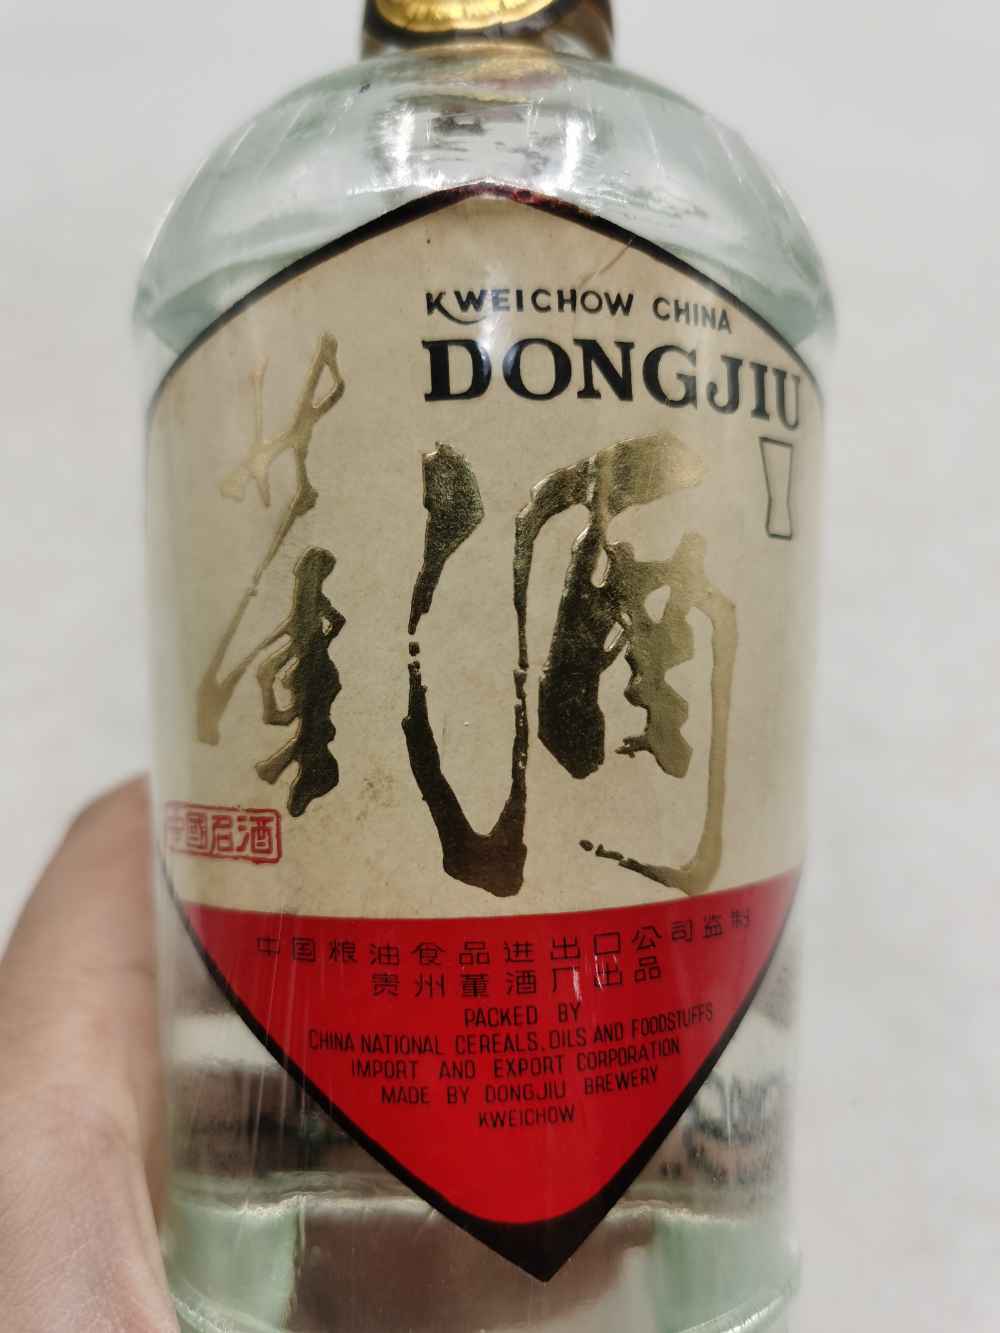 KWEICHOW CHINA
DONGJIU
董酒
中國名酒
中国粮油食品进出口公司监制
贵州董酒厂出品
PACKED BY
CHINA NATIONAL CEREALS, OILS AND FOODSTUFFS
IMPORT AND EXPORT CORPORATION
MADE BY DONGJIU BREWERY
KWEICHOW